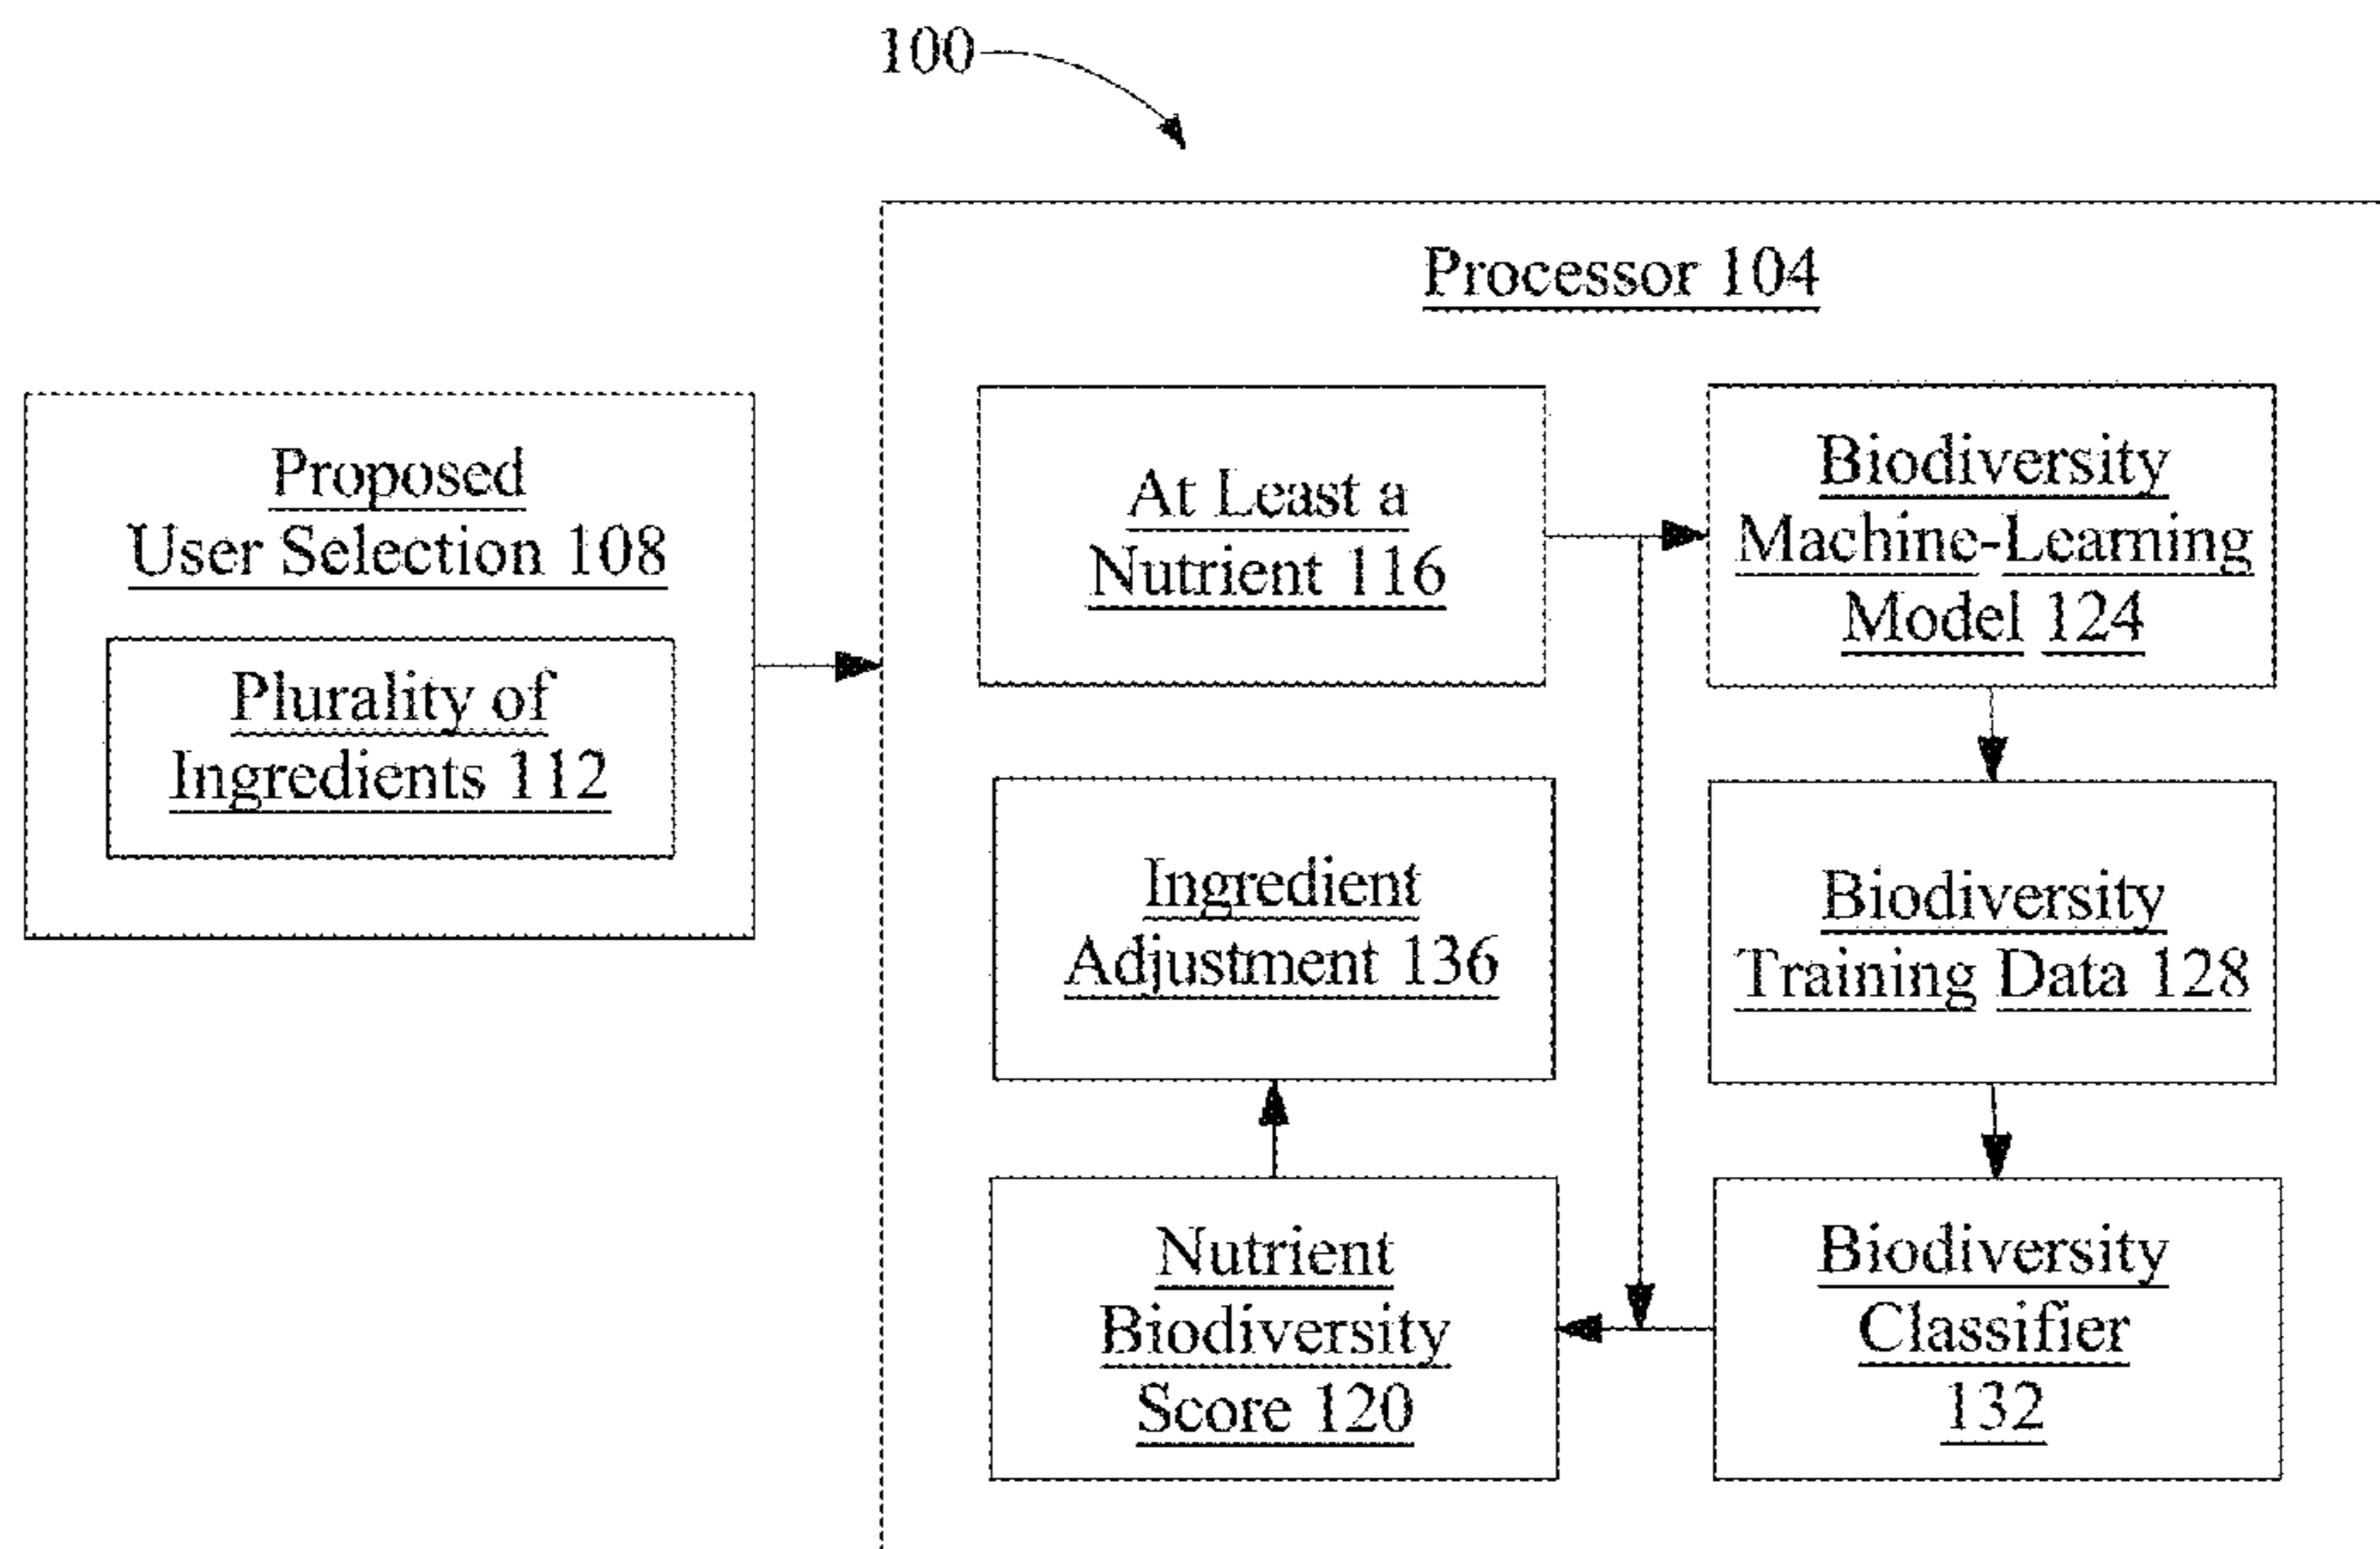 100
Processor 104
Proposed
User Selection 108
Plurality of
Ingredients 112
At Least a
Nutrient 116
Biodiversity
Machine-Learning
Model 124
Ingredient
Adjustment 136
Biodiversity
Training Data 128
Nutrient
Biodiversity
Score 120
Biodiversity
Classifier
132